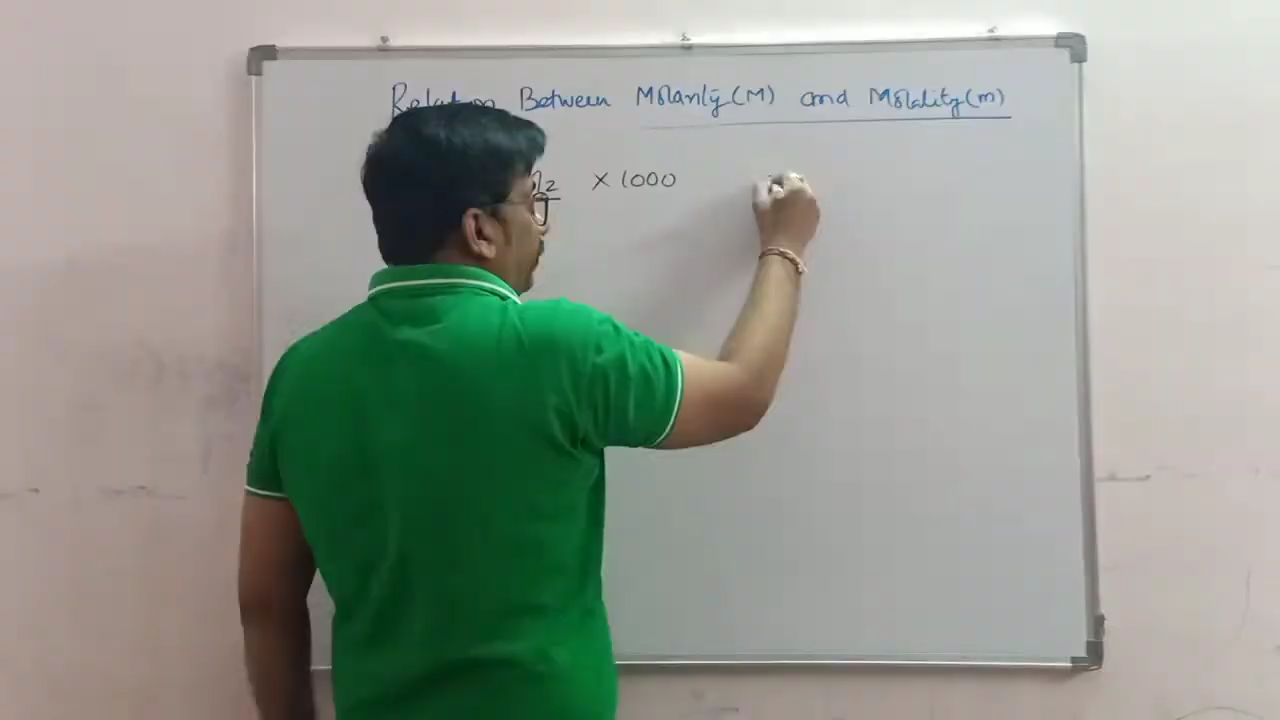 Relation Between Molarity(M) and Molality(m)
n2 × 1000